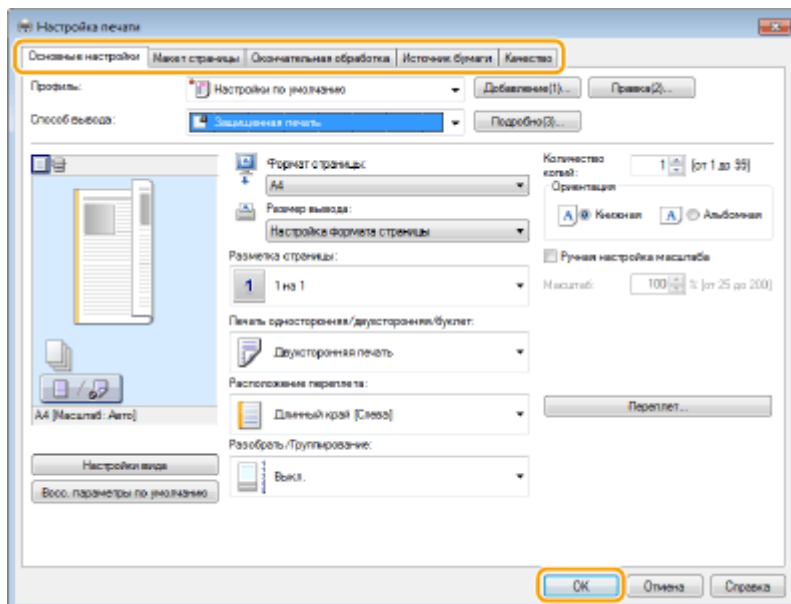 Настройка печати
Основные настройки Макет страницы Окончательная обработка Источник бумаги Качество
Профиль: Настройки по умолчанию Добавление(1)... Правка(2)...
Способ вывода: Защищенная печать Подробно(3)...
Формат страницы:
A4
Размер вывода:
Настройка формата страницы
Количество копий: 1 [от 1 до 99]
Ориентация
A Книжная A Альбомная
Разметка страницы:
1 1 на 1
Ручная настройка масштаба
Масштаб: 100 % [от 25 до 200]
Печать односторонняя/двухсторонняя/буклет:
Двухсторонняя печать
Расположение переплета:
Длинный край [Слева]
Переплет...
A4 [Масштаб: Авто]
Разобрать/Группирование:
Выкл.
Настройки вида
Восс. параметры по умолчанию
OK Отмена Справка